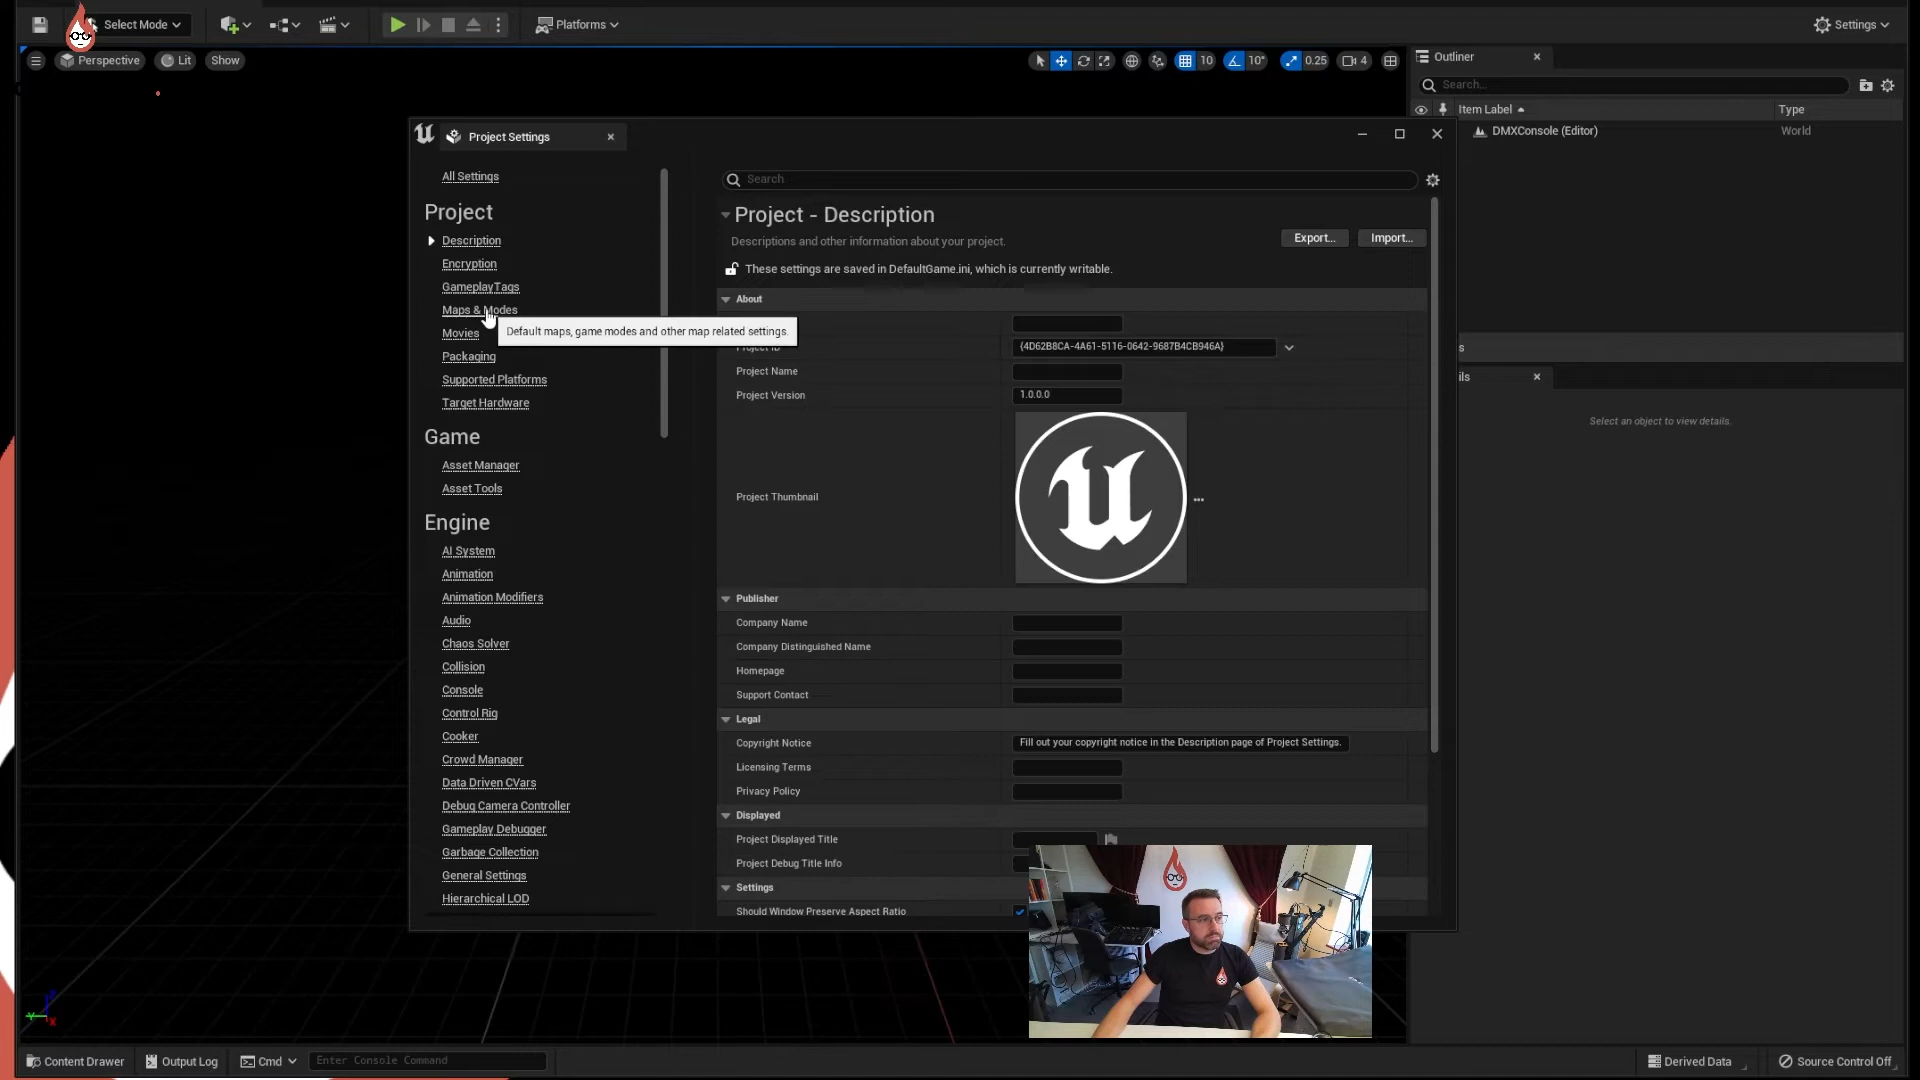 Select Mode
Platforms
Settings
Perspective
Lit
Show
10
10°
0.25
4
Outliner
Search...
Item Label
Type
DMXConsole (Editor)
World
Project Settings
All Settings
Project
Description
Encryption
GameplayTags
Maps & Modes
Movies
Packaging
Supported Platforms
Target Hardware
Game
Asset Manager
Asset Tools
Engine
AI System
Animation
Animation Modifiers
Audio
Chaos Solver
Collision
Console
Control Rig
Cooker
Crowd Manager
Data Driven CVars
Debug Camera Controller
Gameplay Debugger
Garbage Collection
General Settings
Hierarchical LOD
Default maps, game modes and other map related settings.
Search
Project - Description
Descriptions and other information about your project.
Export...
Import...
These settings are saved in DefaultGame.ini, which is currently writable.
About
Project ID
{4D62B8CA-4A61-5116-0642-9687B4CB946A}
Project Name
Project Version
1.0.0.0
Project Thumbnail
Publisher
Company Name
Company Distinguished Name
Homepage
Support Contact
Legal
Copyright Notice
Fill out your copyright notice in the Description page of Project Settings.
Licensing Terms
Privacy Policy
Displayed
Project Displayed Title
Project Debug Title Info
Settings
Should Window Preserve Aspect Ratio
s
ils
Select an object to view details.
Content Drawer
Output Log
Cmd
Enter Console Command
Derived Data
Source Control Off